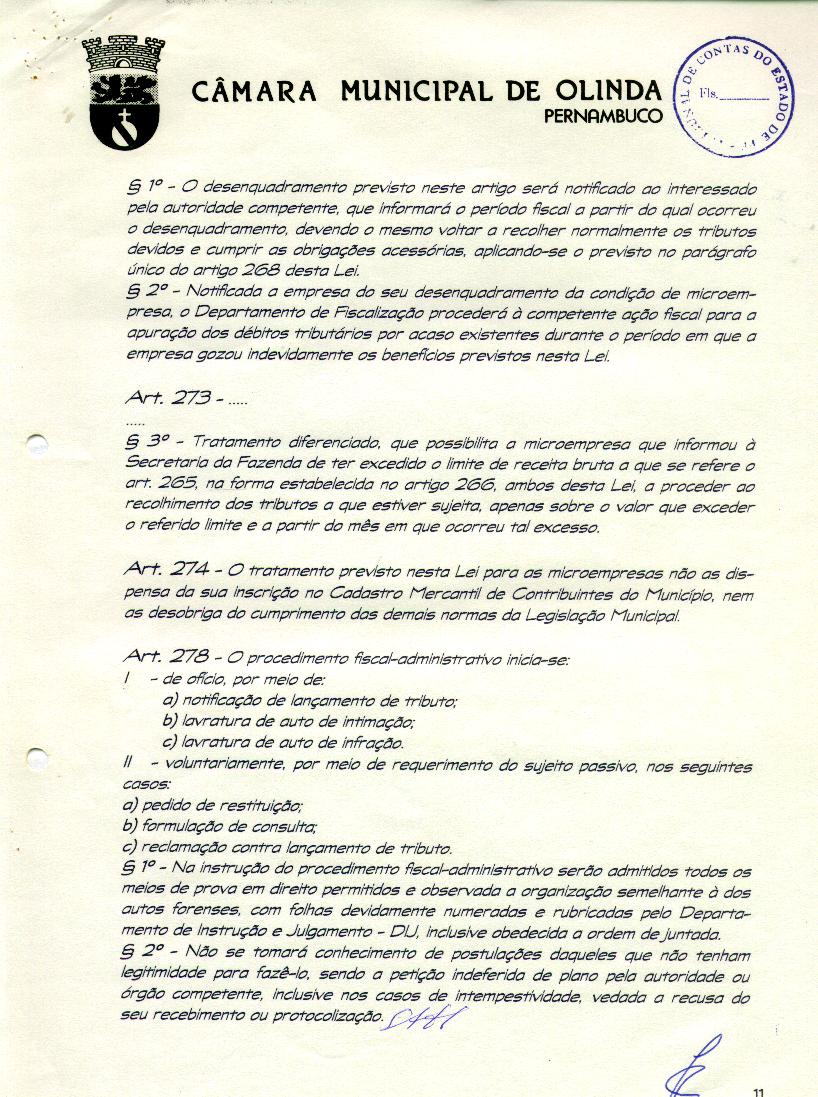 CÂMARA MUNICIPAL DE OLINDA
PERNAMBUCO
DE CONTAS DO ESTADO DE
Fls.
§ 1º - O desenquadramento previsto neste artigo será notificado ao interessado
pela autoridade competente, que informará o período fiscal a partir do qual ocorreu
o desenquadramento, devendo o mesmo voltar a recolher normalmente os tributos
devidos e cumprir as obrigações acessórias, aplicando-se o previsto no parágrafo
único do artigo 268 desta Lei.
§ 2º - Notificada a empresa do seu desenquadramento da condição de microem-
presa, o Departamento de Fiscalização procederá à competente ação fiscal para a
apuração dos débitos tributários por acaso existentes durante o período em que a
empresa gozou indevidamente os benefícios previstos nesta Lei.
Art. 273 - .....
.....
§ 3º - Tratamento diferenciado, que possibilita a microempresa que informou à
Secretaria da Fazenda de ter excedido o limite de receita bruta a que se refere o
art. 265, na forma estabelecida no artigo 266, ambos desta Lei, a proceder ao
recolhimento dos tributos a que estiver sujeita, apenas sobre o valor que exceder
o referido limite e a partir do mês em que ocorreu tal excesso.
Art. 274 - O tratamento previsto nesta Lei para as microempresas não as dis-
pensa da sua inscrição no Cadastro Mercantil de Contribuintes do Município, nem
as desobriga do cumprimento das demais normas da Legislação Municipal.
Art. 278 - O procedimento fiscal-administrativo inicia-se:
I - de ofício, por meio de:
a) notificação de lançamento de tributo;
b) lavratura de auto de intimação;
c) lavratura de auto de infração.
II - voluntariamente, por meio de requerimento do sujeito passivo, nos seguintes
casos:
a) pedido de restituição;
b) formulação de consulta;
c) reclamação contra lançamento de tributo.
§ 1º - Na instrução do procedimento fiscal-administrativo serão admitidos todos os
meios de prova em direito permitidos e observada a organização semelhante à dos
autos forenses, com folhas devidamente numeradas e rubricadas pelo Departa-
mento de Instrução e Julgamento - DIJ, inclusive obedecida a ordem de juntada.
§ 2º - Não se tomará conhecimento de postulações daqueles que não tenham
legitimidade para fazê-lo, sendo a petição indeferida de plano pela autoridade ou
órgão competente, inclusive nos casos de intempestividade, vedada a recusa do
seu recebimento ou protocolização.
11